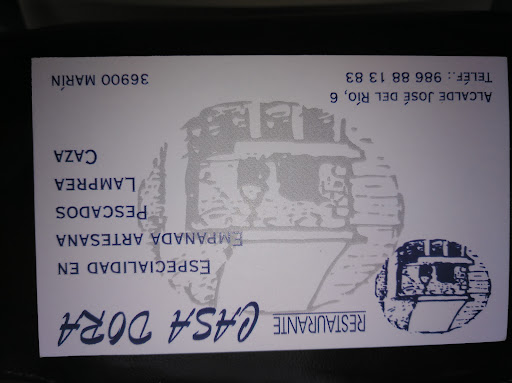 RESTAURANTE CASA DORA
ESPECIALIDAD EN
EMPANADA ARTESANA
PESCADOS
LAMPREA
CAZA
ALCALDE JOSÉ DEL RÍO, 6
TELÉF.: 986 88 13 83
36900 MARÍN